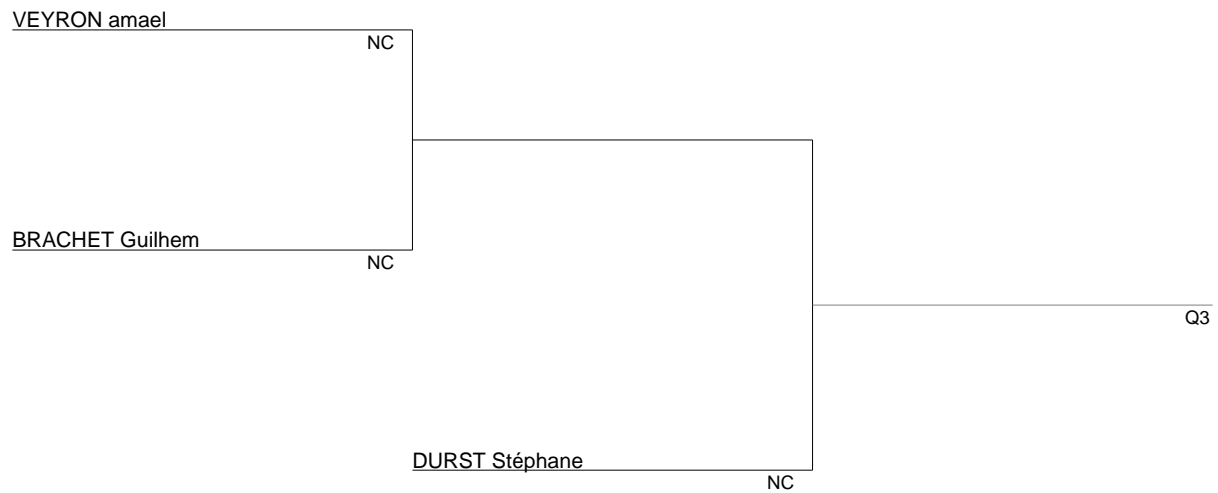 VEYRON amael
NC
BRACHET Guilhem
NC
Q3
DURST Stéphane
NC